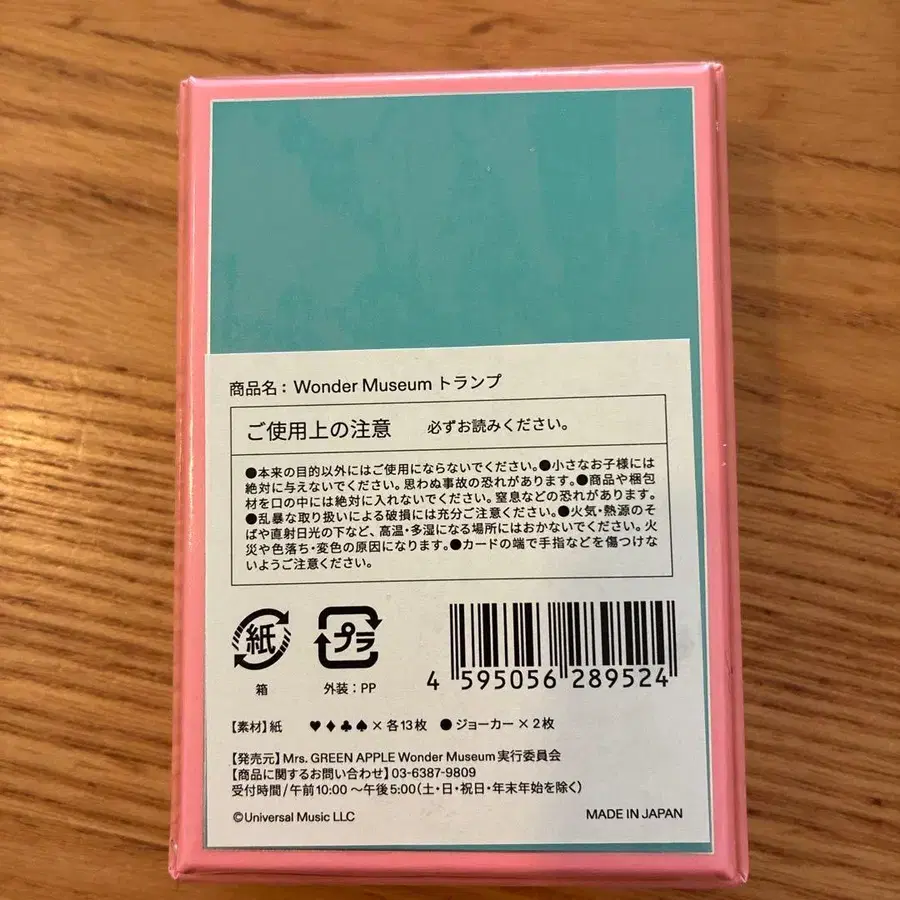 商品名：Wonder Museum トランプ
ご使用上の注意　必ずお読みください。
●本来の目的以外にはご使用にならないでください。●小さなお子様には
絶対に与えないでください。思わぬ事故の恐れがあります。●商品や梱包
材を口の中には絶対に入れないでください。窒息などの恐れがあります。
●乱暴な取り扱いによる破損には充分ご注意ください。●火気・熱源のそ
ばや直射日光の下など、高温・多湿になる場所にはおかないでください。火
災や色落ち・変色の原因になります。●カードの端で手指などを傷つけな
いようご注意ください。
紙
プラ
箱
外装：PP
4 595056 289524
【素材】紙　♥♦♣♠×各13枚　●ジョーカー×2枚
【発売元】Mrs. GREEN APPLE Wonder Museum 実行委員会
【商品に関するお問い合わせ】03-6387-9809
受付時間/午前10:00 〜午後5:00（土・日・祝日・年末年始を除く）
©Universal Music LLC
MADE IN JAPAN